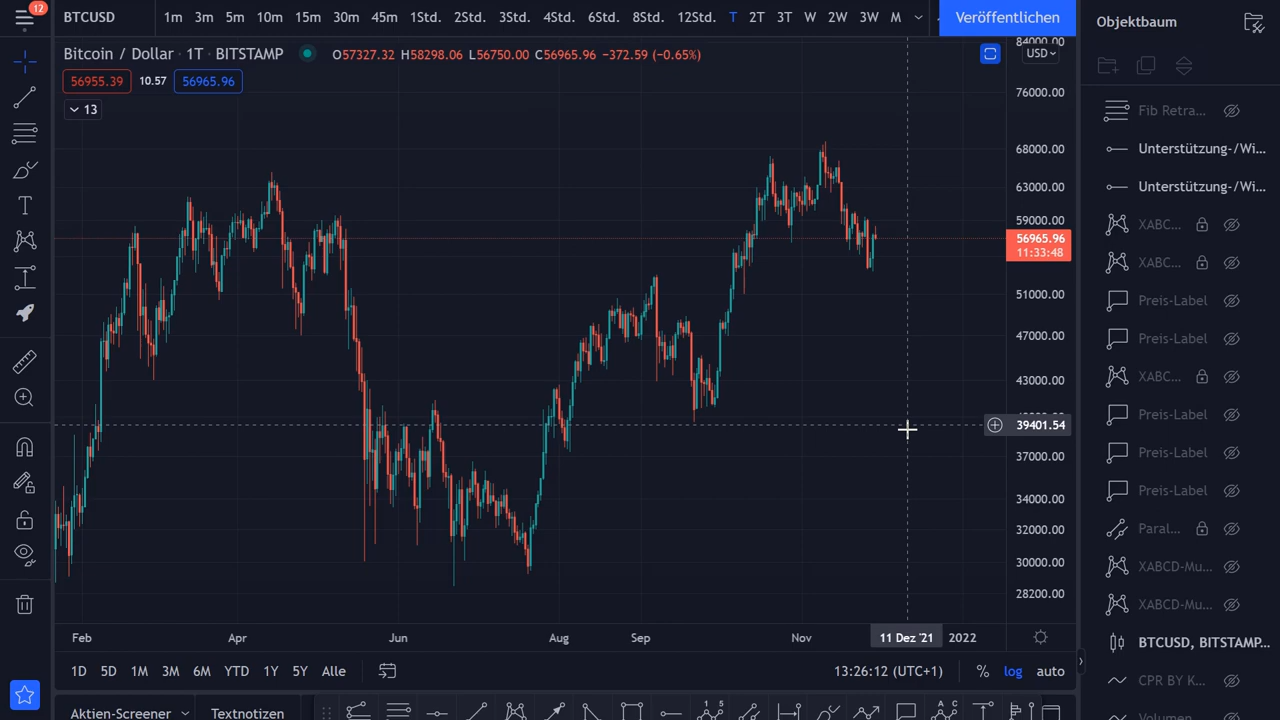 12
BTCUSD 1m 3m 5m 10m 15m 30m 45m 1Std. 2Std. 3Std. 4Std. 6Std. 8Std. 12Std. T 2T 3T W 2W 3W M Veröffentlichen
Objektbaum
Bitcoin / Dollar · 1T · BITSTAMP O57327.32 H58298.06 L56750.00 C56965.96 −372.59 (−0.65%)
56955.39 10.57 56965.96
13
84000.00
USD
76000.00
68000.00
63000.00
59000.00
56965.96
11:33:48
51000.00
47000.00
43000.00
39401.54
37000.00
34000.00
32000.00
30000.00
28200.00
Feb Apr Jun Aug Sep Nov 11 Dez '21 2022
1D 5D 1M 3M 6M YTD 1Y 5Y Alle 13:26:12 (UTC+1) % log auto
Aktien-Screener Textnotizen
Fib Retra...
Unterstützung-/Wi...
Unterstützung-/Wi...
XABC...
XABC...
Preis-Label
Preis-Label
XABC...
Preis-Label
Preis-Label
Preis-Label
Paral...
XABCD-Mu...
XABCD-Mu...
BTCUSD, BITSTAMP...
CPR BY K...
Volumen